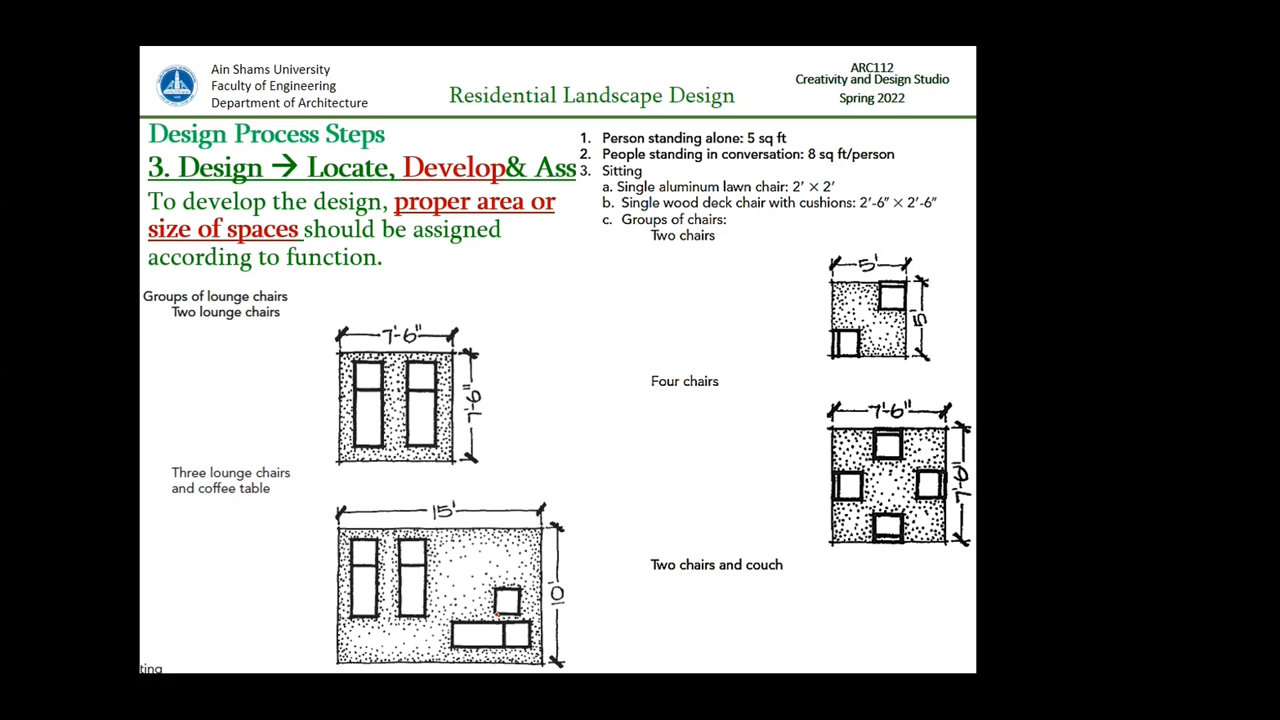 Ain Shams University
Faculty of Engineering
Department of Architecture
Residential Landscape Design
ARC112
Creativity and Design Studio
Spring 2022
Design Process Steps
3. Design → Locate, Develop& Ass
To develop the design, proper area or
size of spaces should be assigned
according to function.
Groups of lounge chairs
Two lounge chairs
7'-6"
7'-6"
Three lounge chairs
and coffee table
15'
10'
ting
1. Person standing alone: 5 sq ft
2. People standing in conversation: 8 sq ft/person
3. Sitting
a. Single aluminum lawn chair: 2' × 2'
b. Single wood deck chair with cushions: 2'-6" × 2'-6"
c. Groups of chairs:
Two chairs
5'
5'
Four chairs
7'-6"
7'-6"
Two chairs and couch